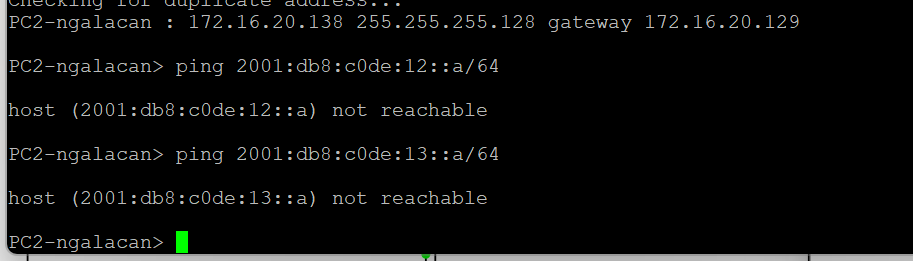 Checking for duplicate address...
PC2-ngalacan : 172.16.20.138 255.255.255.128 gateway 172.16.20.129
PC2-ngalacan> ping 2001:db8:c0de:12::a/64
host (2001:db8:c0de:12::a) not reachable
PC2-ngalacan> ping 2001:db8:c0de:13::a/64
host (2001:db8:c0de:13::a) not reachable
PC2-ngalacan>